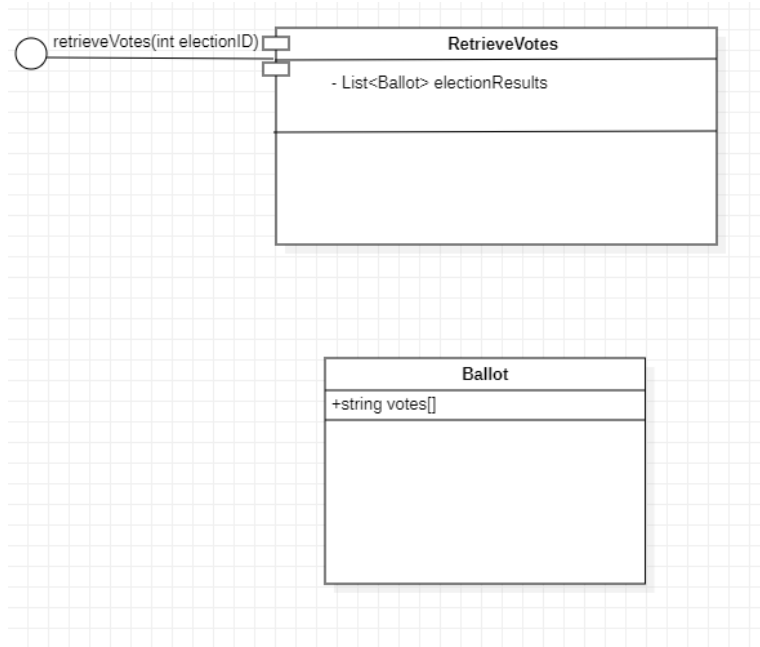 retrieveVotes(int electionID)
RetrieveVotes
- List<Ballot> electionResults
Ballot
+string votes[]